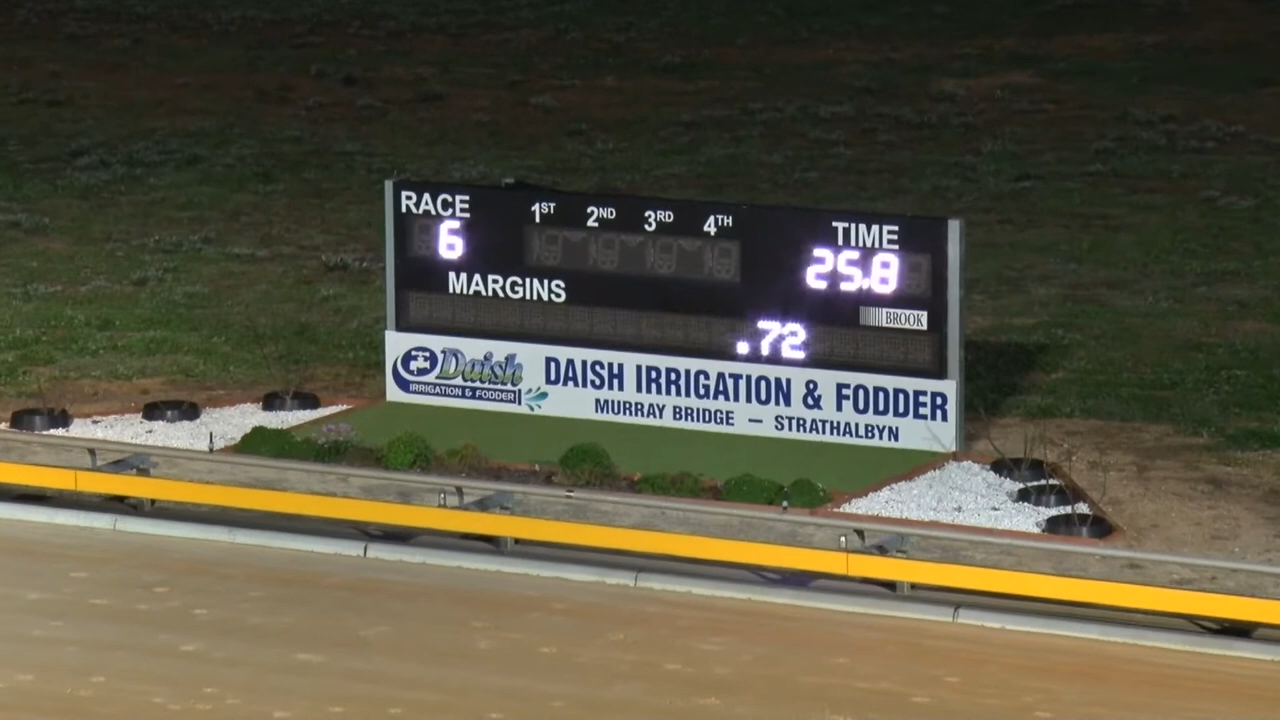 RACE 1ST 2ND 3RD 4TH TIME
6 25.8
MARGINS
BROOK
.72
Daish
IRRIGATION & FODDER
DAISH IRRIGATION & FODDER
MURRAY BRIDGE — STRATHALBYN